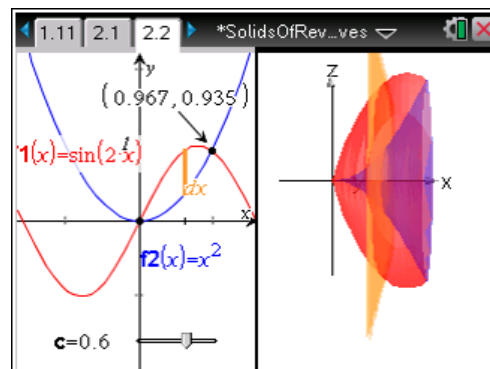 1.11 2.1 2.2 *SolidsOfRev…ves
y
(0.967,0.935)
f1(x)=sin(2·x)
dx
x
f2(x)=x²
c=0.6
z
x